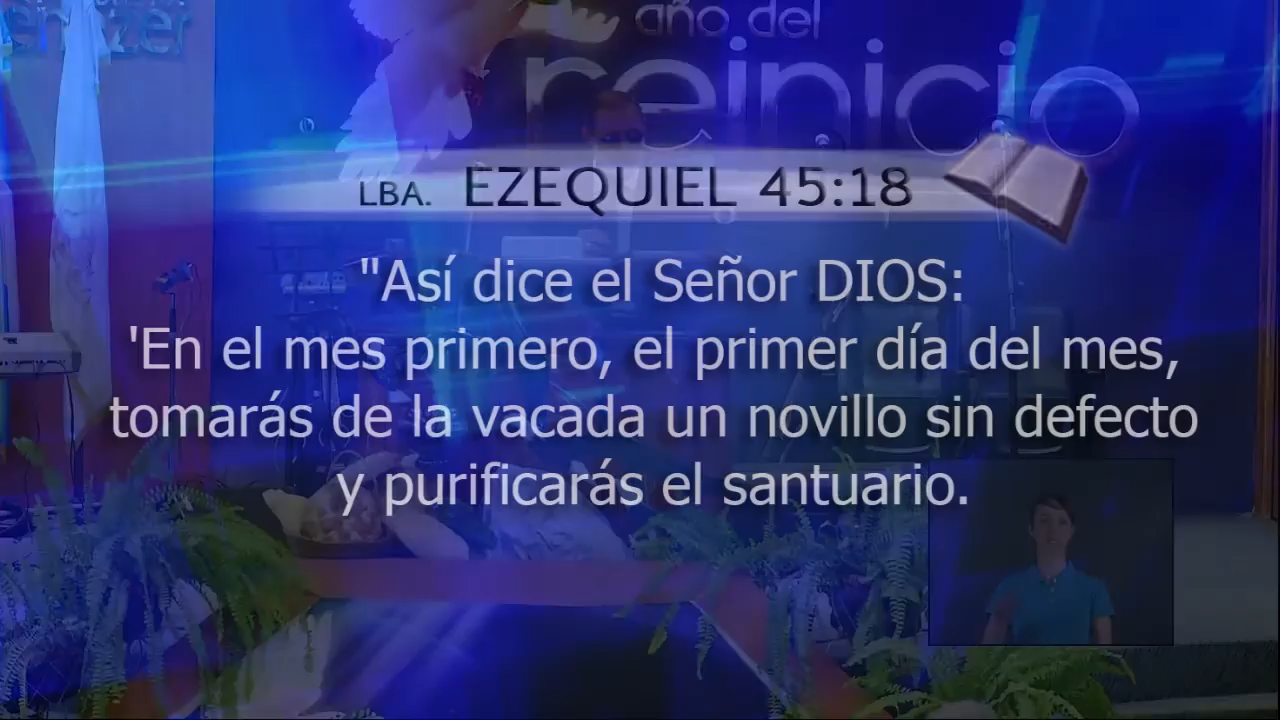 año del
reinicio
LBA. EZEQUIEL 45:18
"Así dice el Señor DIOS:
'En el mes primero, el primer día del mes,
tomarás de la vacada un novillo sin defecto
y purificarás el santuario.